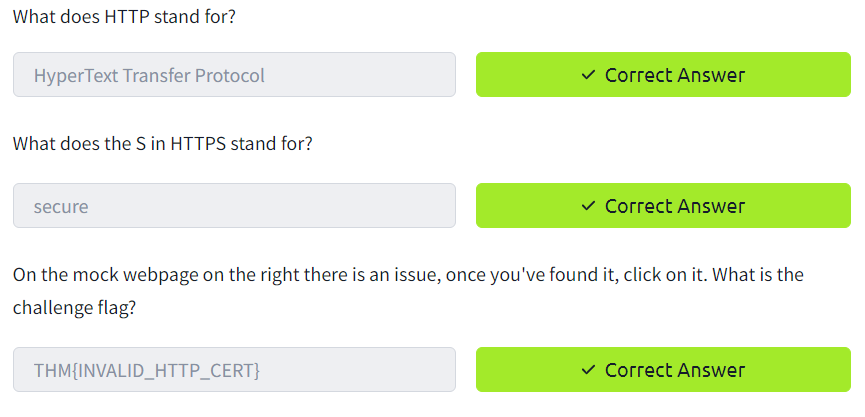 What does HTTP stand for?
HyperText Transfer Protocol
✓ Correct Answer
What does the S in HTTPS stand for?
secure
✓ Correct Answer
On the mock webpage on the right there is an issue, once you've found it, click on it. What is the
challenge flag?
THM{INVALID_HTTP_CERT}
✓ Correct Answer